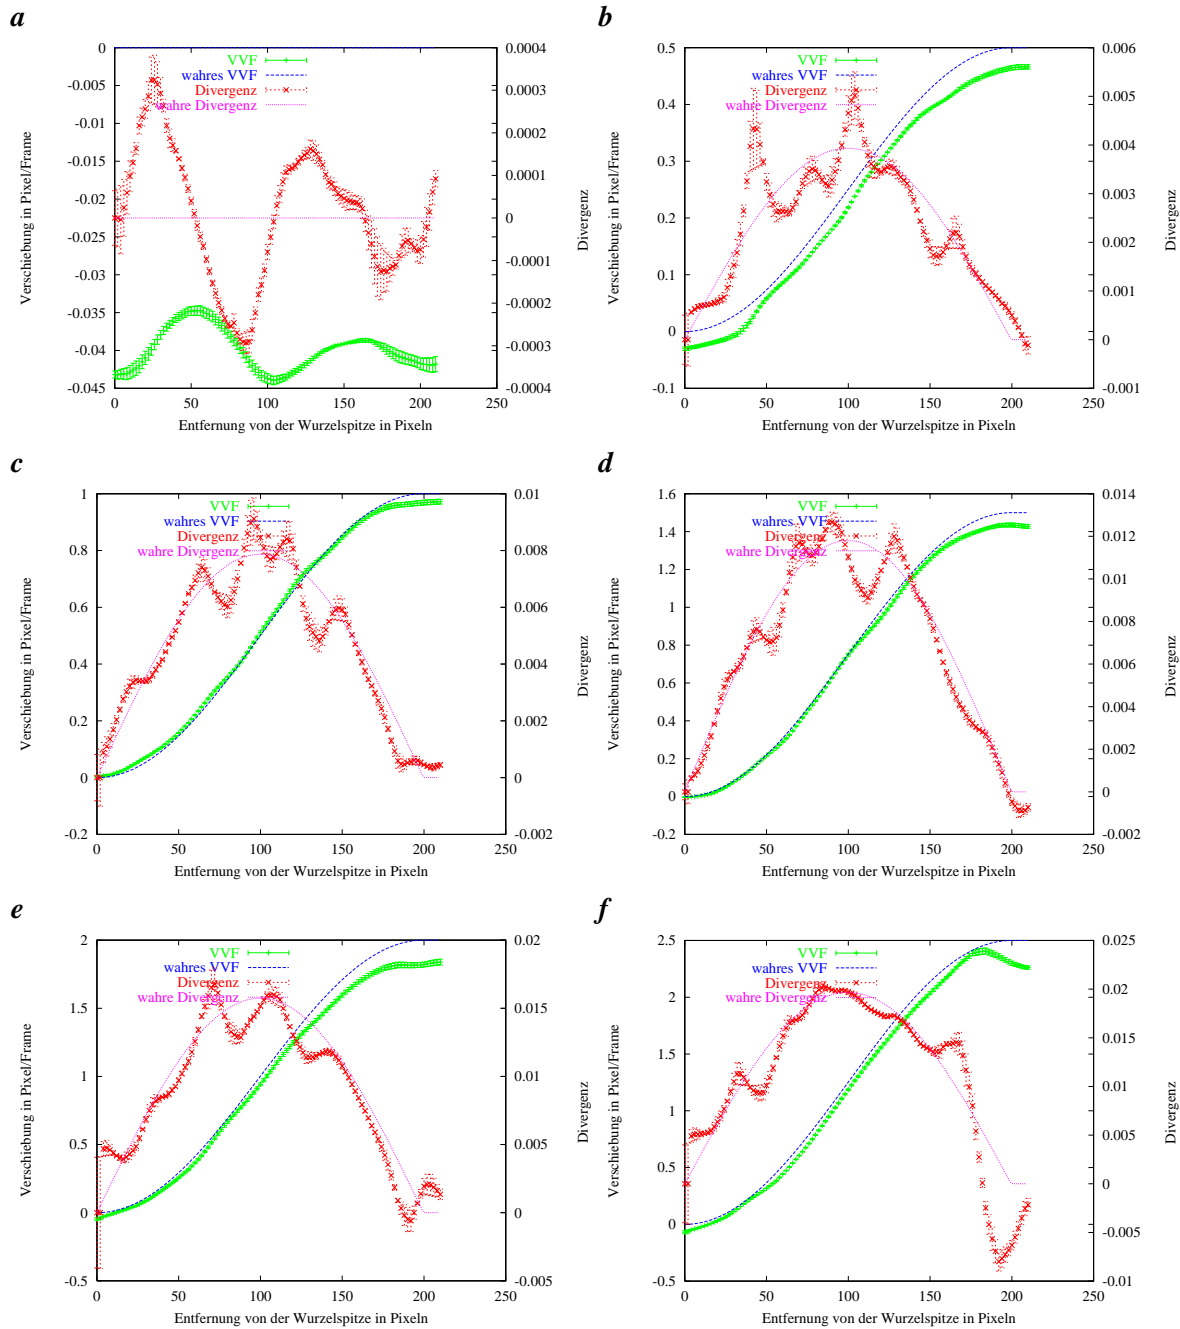 a
VVF
wahres VVF
Divergenz
wahre Divergenz
0
-0.005
-0.01
-0.015
-0.02
-0.025
-0.03
-0.035
-0.04
-0.045
0.0004
0.0003
0.0002
0.0001
0
-0.0001
-0.0002
-0.0003
-0.0004
0 50 100 150 200 250
Verschiebung in Pixel/Frame
Divergenz
Entfernung von der Wurzelspitze in Pixeln
b
VVF
wahres VVF
Divergenz
wahre Divergenz
0.5
0.4
0.3
0.2
0.1
0
-0.1
0.006
0.005
0.004
0.003
0.002
0.001
0
-0.001
0 50 100 150 200 250
Verschiebung in Pixel/Frame
Divergenz
Entfernung von der Wurzelspitze in Pixeln
c
VVF
wahres VVF
Divergenz
wahre Divergenz
1
0.8
0.6
0.4
0.2
0
-0.2
0.01
0.008
0.006
0.004
0.002
0
-0.002
0 50 100 150 200 250
Verschiebung in Pixel/Frame
Divergenz
Entfernung von der Wurzelspitze in Pixeln
d
VVF
wahres VVF
Divergenz
wahre Divergenz
1.6
1.4
1.2
1
0.8
0.6
0.4
0.2
0
-0.2
0.014
0.012
0.01
0.008
0.006
0.004
0.002
0
-0.002
0 50 100 150 200 250
Verschiebung in Pixel/Frame
Divergenz
Entfernung von der Wurzelspitze in Pixeln
e
VVF
wahres VVF
Divergenz
wahre Divergenz
2
1.5
1
0.5
0
-0.5
0.02
0.015
0.01
0.005
0
-0.005
0 50 100 150 200 250
Verschiebung in Pixel/Frame
Divergenz
Entfernung von der Wurzelspitze in Pixeln
f
VVF
wahres VVF
Divergenz
wahre Divergenz
2.5
2
1.5
1
0.5
0
-0.5
0.025
0.02
0.015
0.01
0.005
0
-0.005
-0.01
0 50 100 150 200 250
Verschiebung in Pixel/Frame
Divergenz
Entfernung von der Wurzelspitze in Pixeln